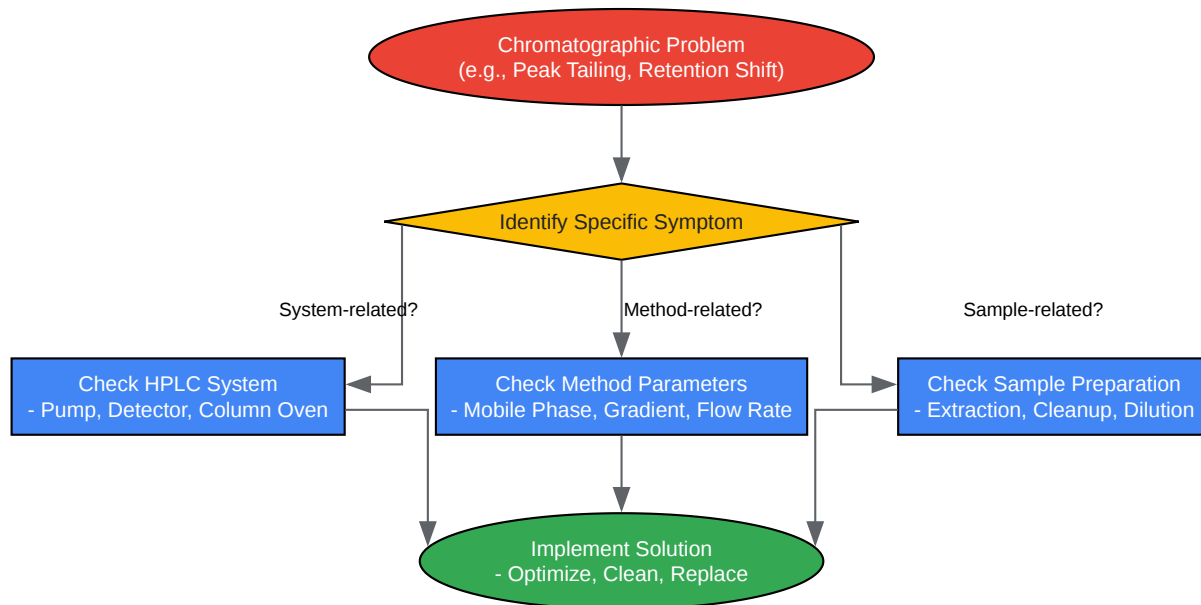 Chromatographic Problem
(e.g., Peak Tailing, Retention Shift)
Identify Specific Symptom
System-related?
Method-related?
Sample-related?
Check HPLC System
- Pump, Detector, Column Oven
Check Method Parameters
- Mobile Phase, Gradient, Flow Rate
Check Sample Preparation
- Extraction, Cleanup, Dilution
Implement Solution
- Optimize, Clean, Replace